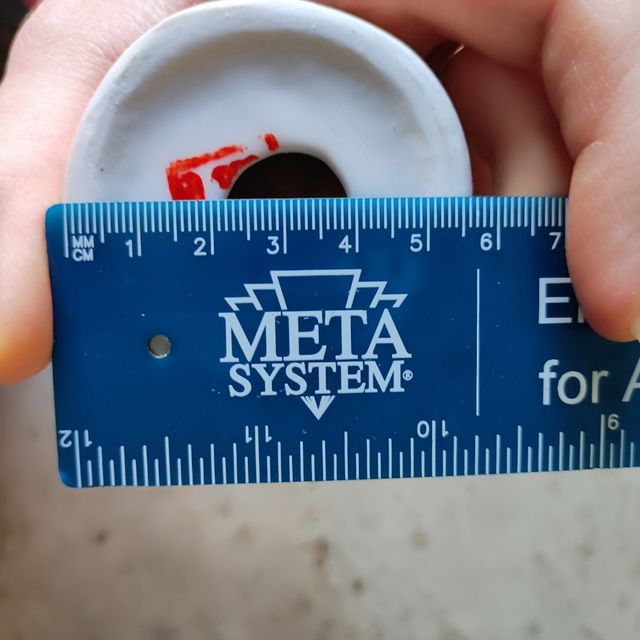 MM
CM
1 2 3 4 5 6 7
META
SYSTEM®
for
12 11 10 9